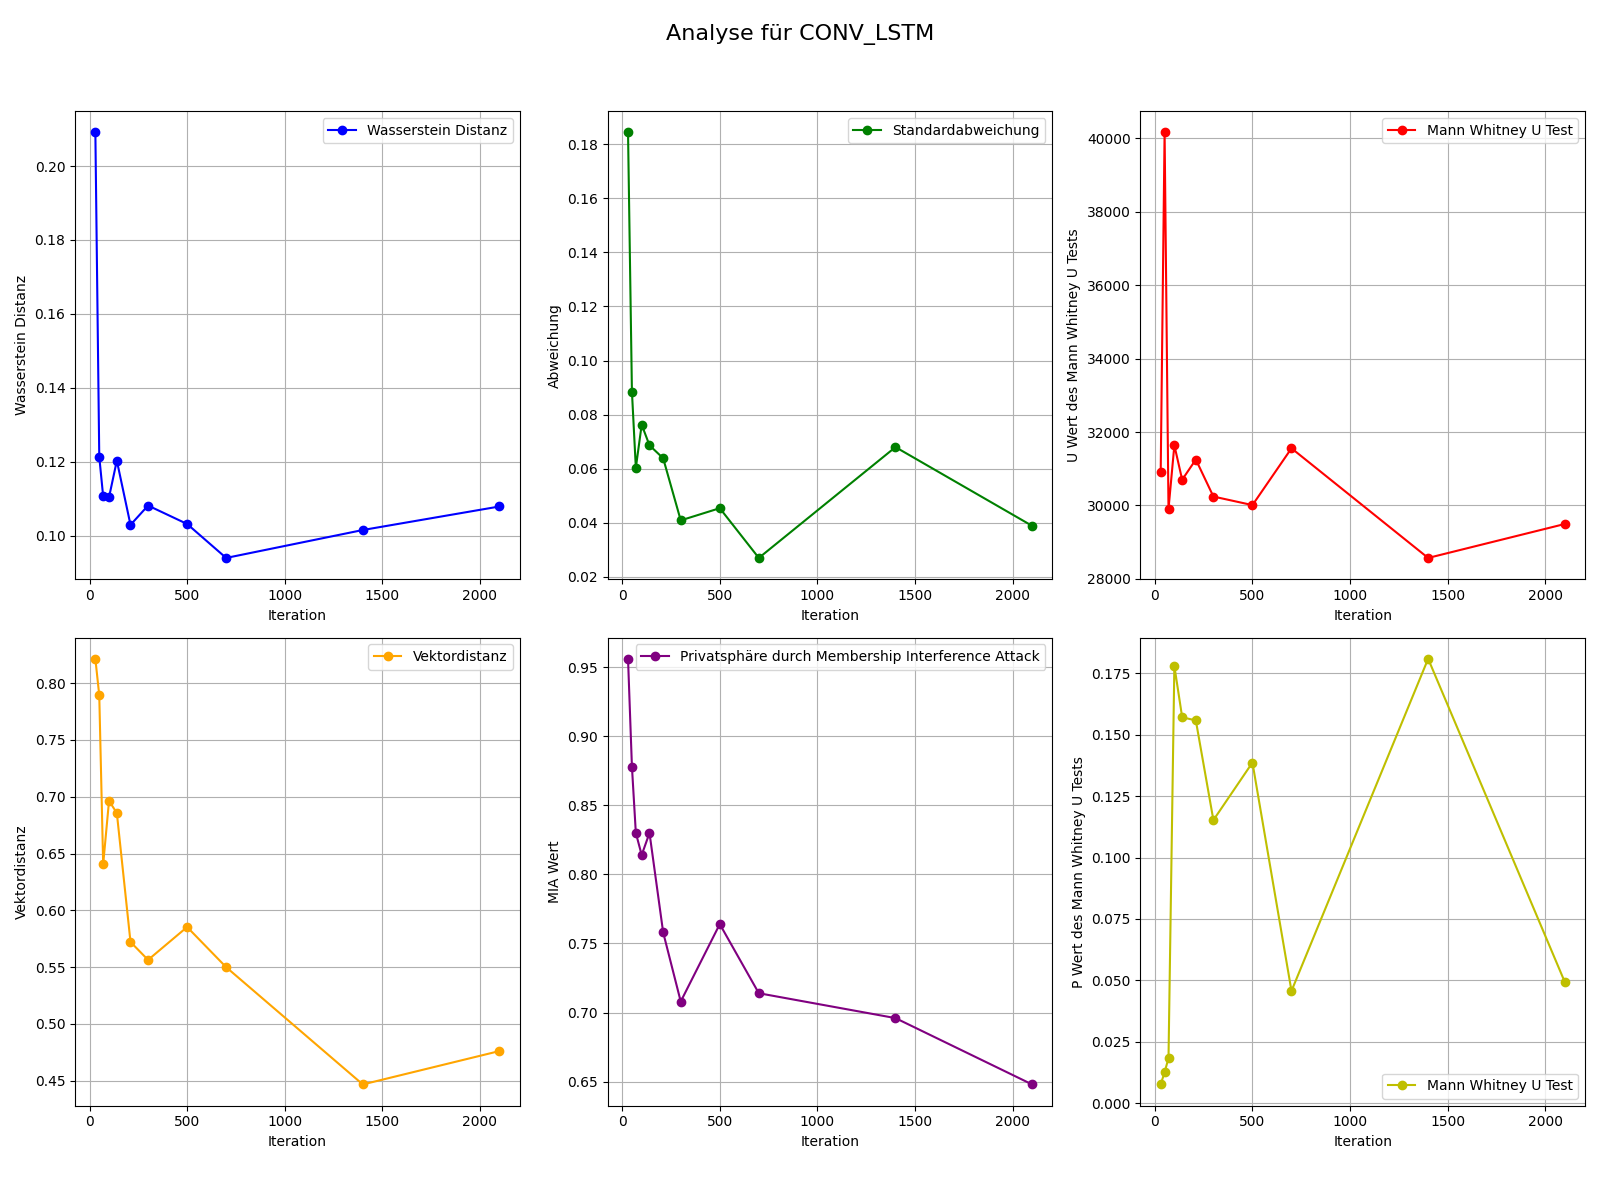 Analyse für CONV_LSTM
Wasserstein Distanz
0.20
0.18
0.16
0.14
0.12
0.10
Wasserstein Distanz
0 500 1000 1500 2000
Iteration
Standardabweichung
0.18
0.16
0.14
0.12
0.10
0.08
0.06
0.04
0.02
Abweichung
0 500 1000 1500 2000
Iteration
Mann Whitney U Test
40000
38000
36000
34000
32000
30000
28000
U Wert des Mann Whitney U Tests
0 500 1000 1500 2000
Iteration
Vektordistanz
0.80
0.75
0.70
0.65
0.60
0.55
0.50
0.45
Vektordistanz
0 500 1000 1500 2000
Iteration
Privatsphäre durch Membership Interference Attack
0.95
0.90
0.85
0.80
0.75
0.70
0.65
MIA Wert
0 500 1000 1500 2000
Iteration
0.175
0.150
0.125
0.100
0.075
0.050
0.025
0.000
P Wert des Mann Whitney U Tests
Mann Whitney U Test
0 500 1000 1500 2000
Iteration